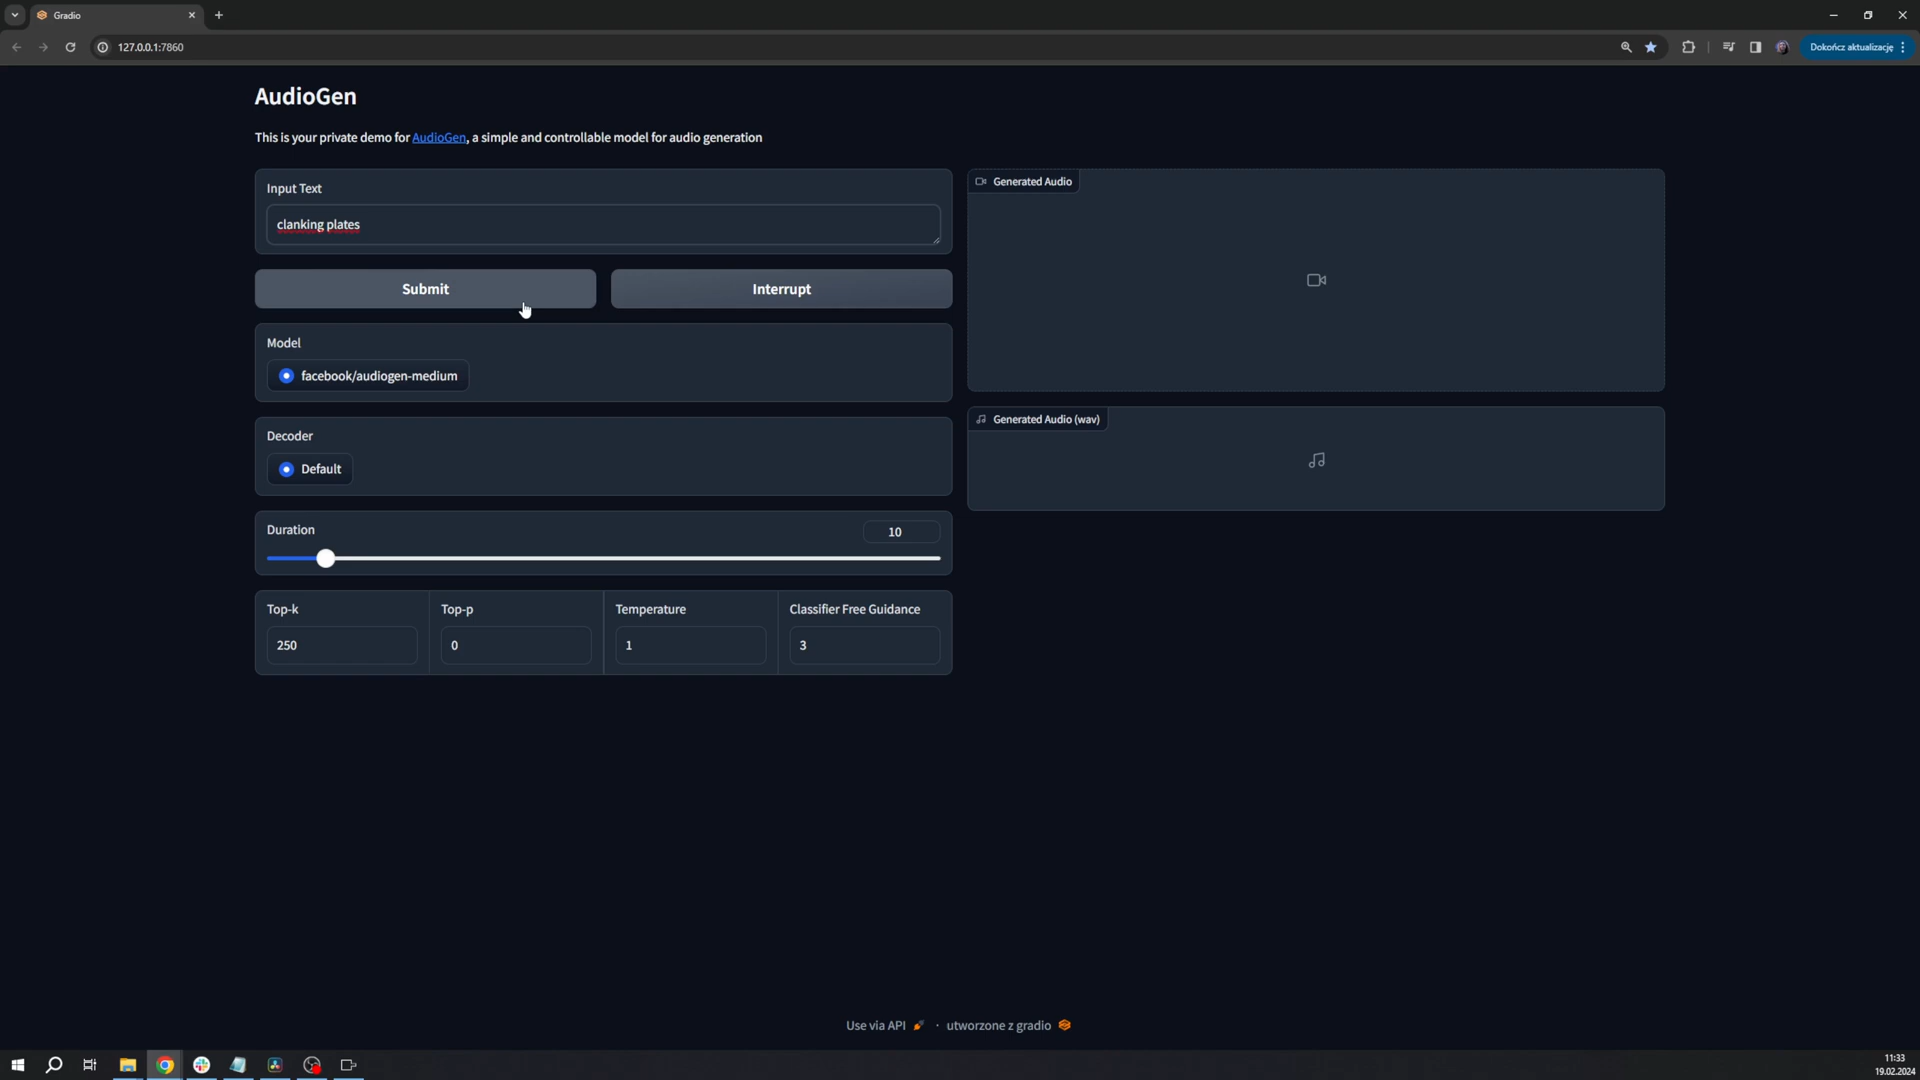 Gradio
127.0.0.1:7860
Dokończ aktualizację
AudioGen
This is your private demo for AudioGen, a simple and controllable model for audio generation
Input Text
clanking plates
Submit
Interrupt
Model
facebook/audiogen-medium
Decoder
Default
Duration
10
Top-k
Top-p
Temperature
Classifier Free Guidance
250
0
1
3
Generated Audio
Generated Audio (wav)
Use via API · utworzone z gradio
11:33
19.02.2024